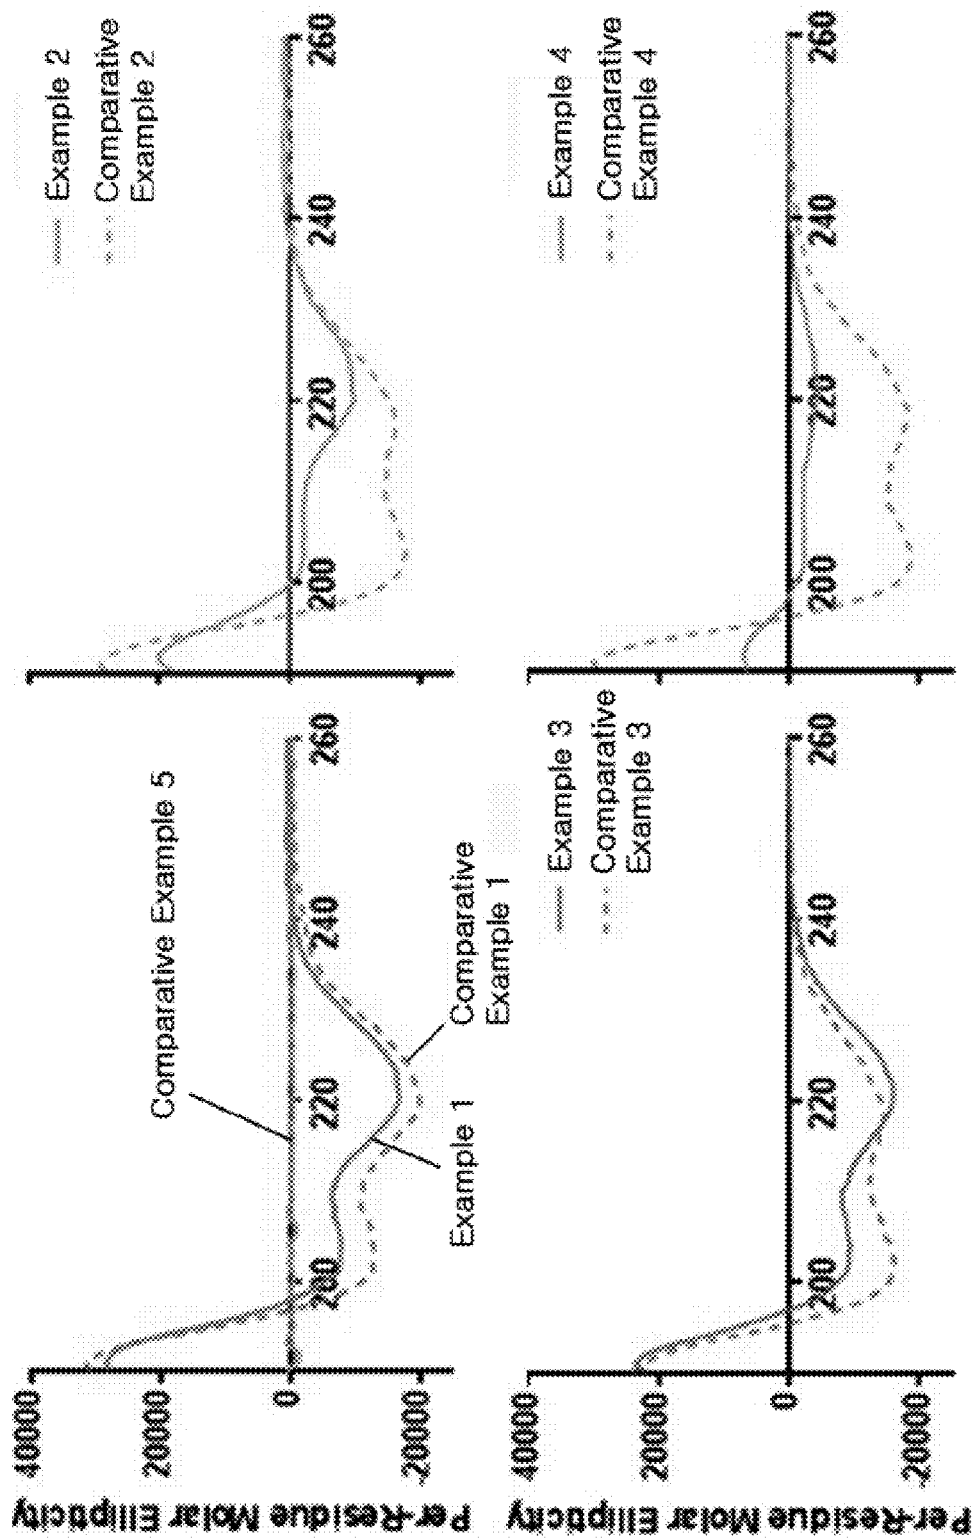 Per-Residue Molar Ellipticity
40000
20000
0
-20000
Comparative Example 5
Example 1
Comparative
Example 1
200
220
240
260
Example 2
Comparative
Example 2
200
220
240
260
Per-Residue Molar Ellipticity
40000
20000
0
-20000
Example 3
Comparative
Example 3
200
220
240
260
Example 4
Comparative
Example 4
200
220
240
260